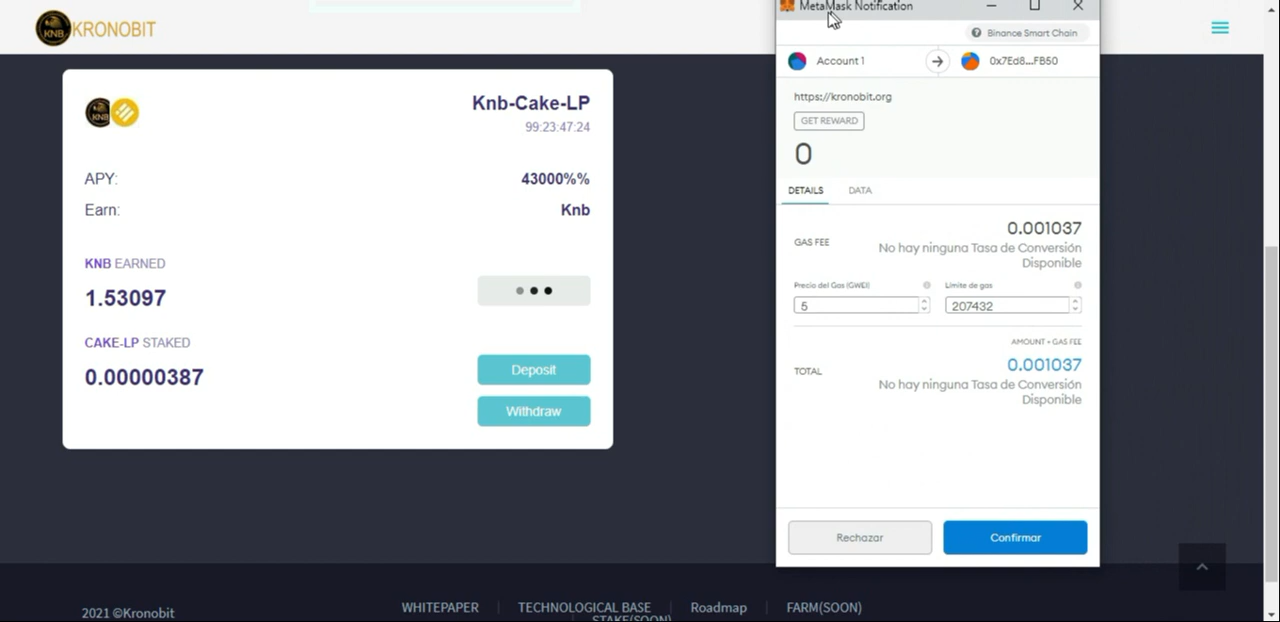 KNB
KRONOBIT
Knb-Cake-LP
99:23:47:24
APY:
43000%%
Earn:
Knb
KNB EARNED
1.53097
CAKE-LP STAKED
0.00000387
Deposit
Withdraw
MetaMask Notification
Binance Smart Chain
Account 1
0x7Ed8...FB50
https://kronobit.org
GET REWARD
0
DETAILS
DATA
GAS FEE
0.001037
No hay ninguna Tasa de Conversión
Disponible
Precio del Gas (GWEI)
Límite de gas
5
207432
AMOUNT + GAS FEE
TOTAL
0.001037
No hay ninguna Tasa de Conversión
Disponible
Rechazar
Confirmar
2021 ©Kronobit
WHITEPAPER
TECHNOLOGICAL BASE
Roadmap
FARM(SOON)
STAKE(SOON)